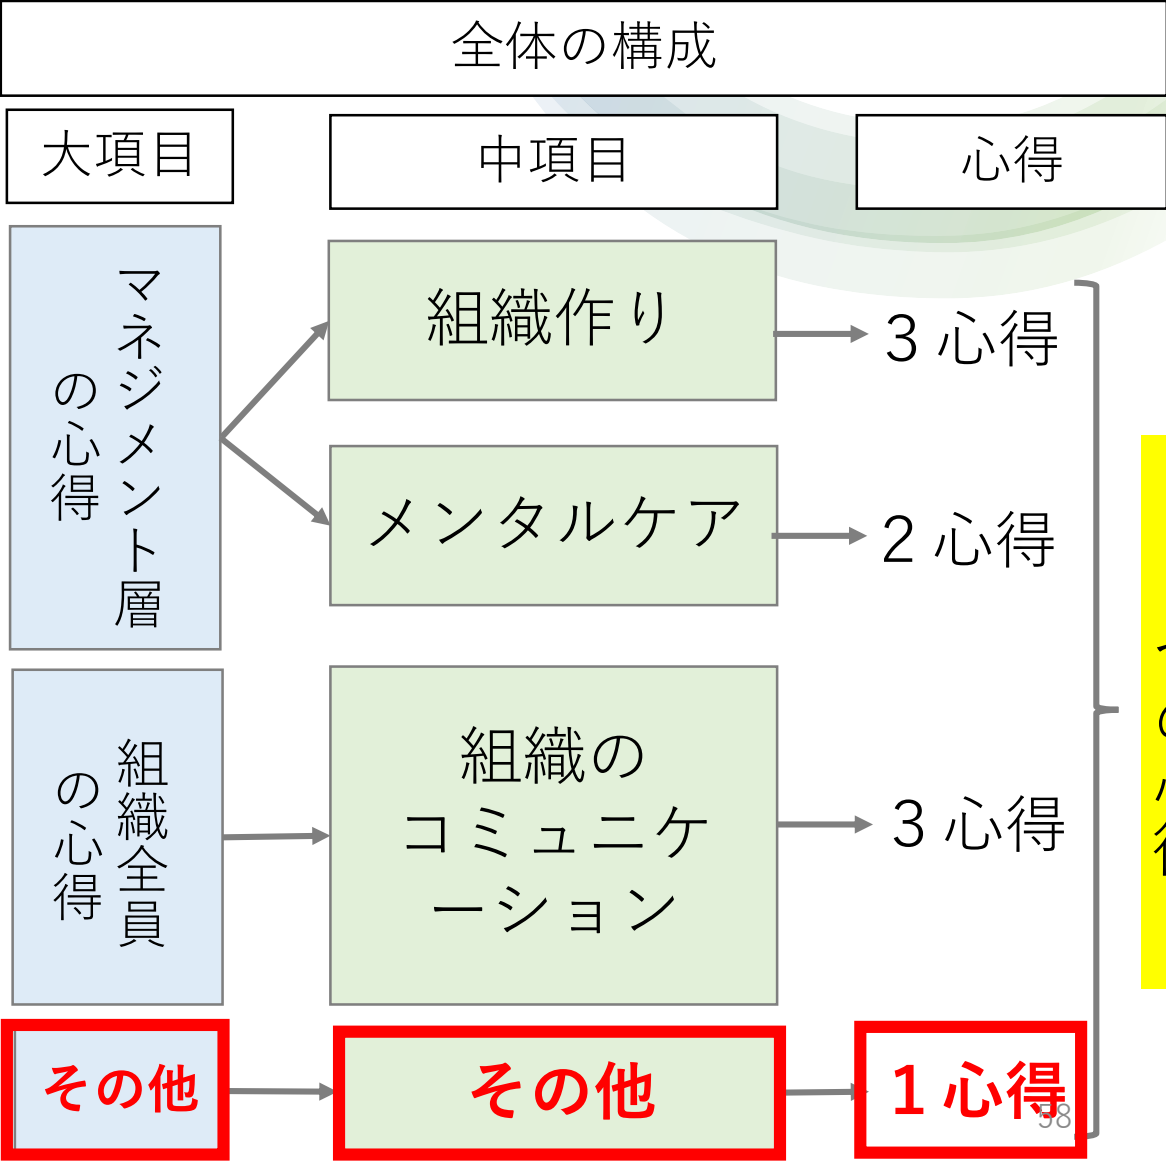 全体の構成
大項目
中項目
心得
マネジメント層
の心得
組織作り
3 心得
メンタルケア
2 心得
組織全員
の心得
組織の
コミュニケ
ーション
3 心得
その他
その他
1 心得
58